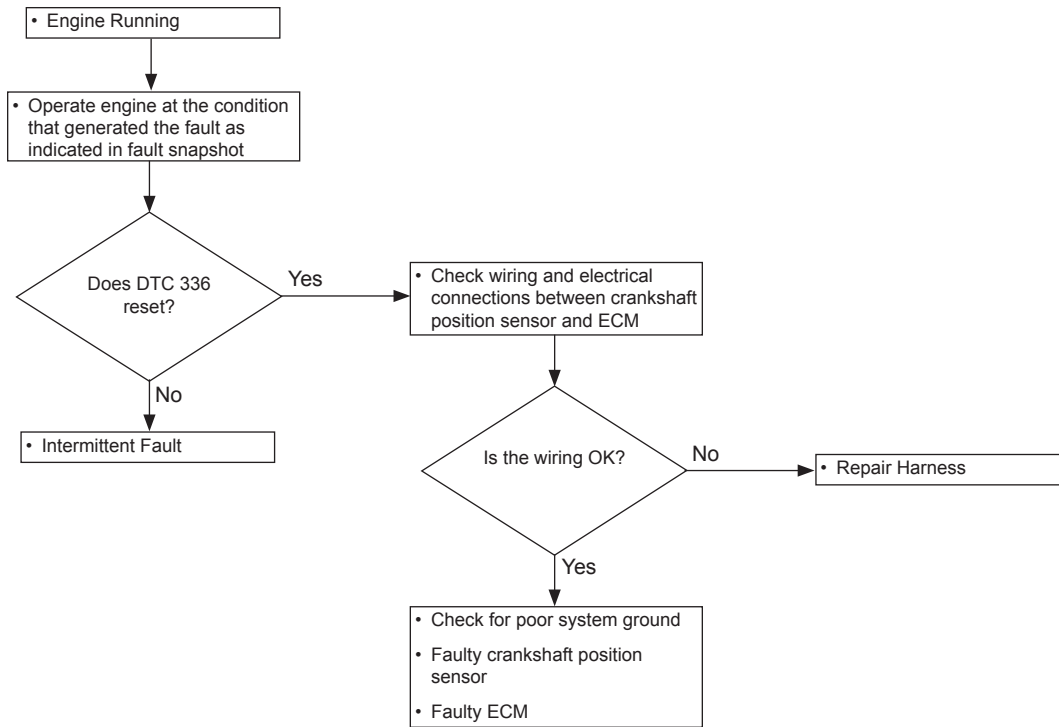 • Engine Running
• Operate engine at the condition
that generated the fault as
indicated in fault snapshot
Does DTC 336
reset?
Yes
No
• Intermittent Fault
• Check wiring and electrical
connections between crankshaft
position sensor and ECM
Is the wiring OK?
No
• Repair Harness
Yes
• Check for poor system ground
• Faulty crankshaft position
sensor
• Faulty ECM